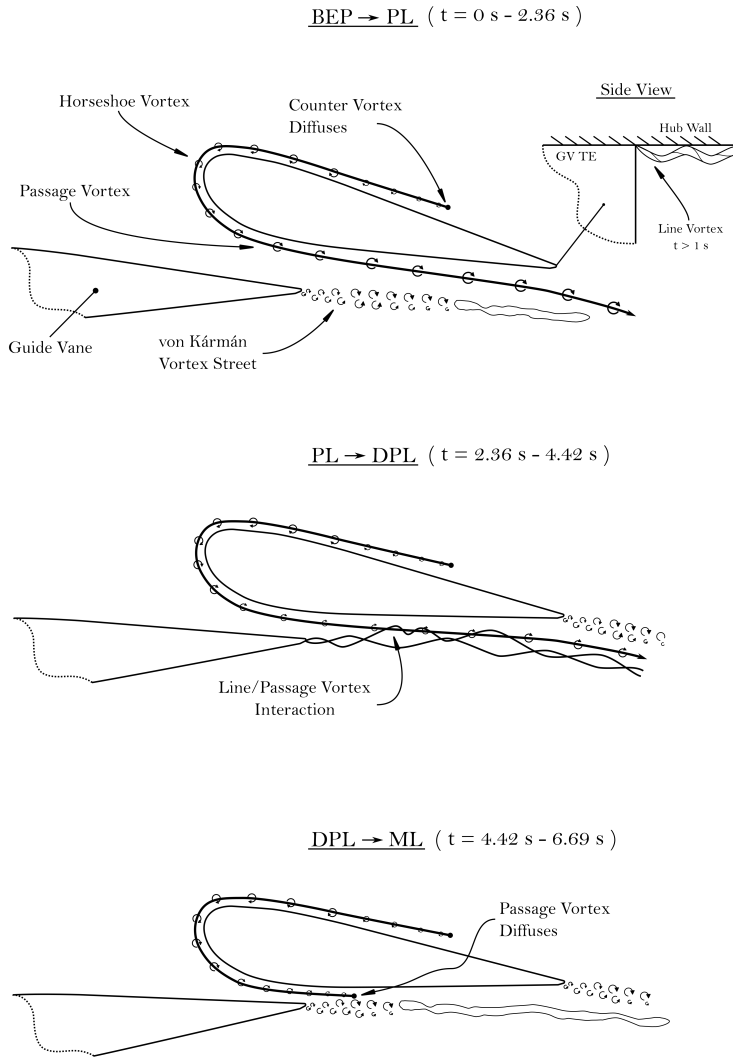 BEP → PL ( t = 0 s - 2.36 s )
Side View
Horseshoe Vortex
Counter Vortex
Diffuses
Hub Wall
GV TE
Passage Vortex
Line Vortex
t > 1 s
Guide Vane
von Kármán
Vortex Street
PL → DPL ( t = 2.36 s - 4.42 s )
Line/Passage Vortex
Interaction
DPL → ML ( t = 4.42 s - 6.69 s )
Passage Vortex
Diffuses